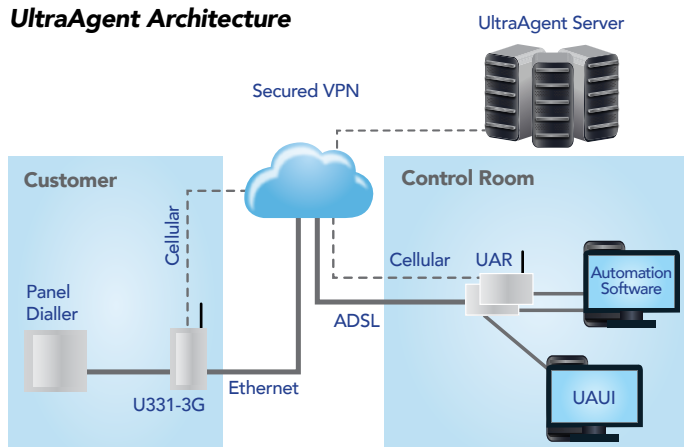 UltraAgent Architecture
UltraAgent Server
Secured VPN
Customer
Control Room
Cellular
Cellular
UAR
Automation
Software
Panel
Dialler
ADSL
Ethernet
U331-3G
UAUI